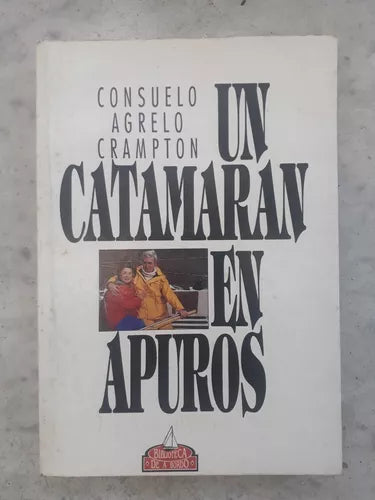 CONSUELO
AGRELO
CRAMPTON
UN
CATAMARAN
EN
APUROS
BIBLIOTECA
DE A BORDO